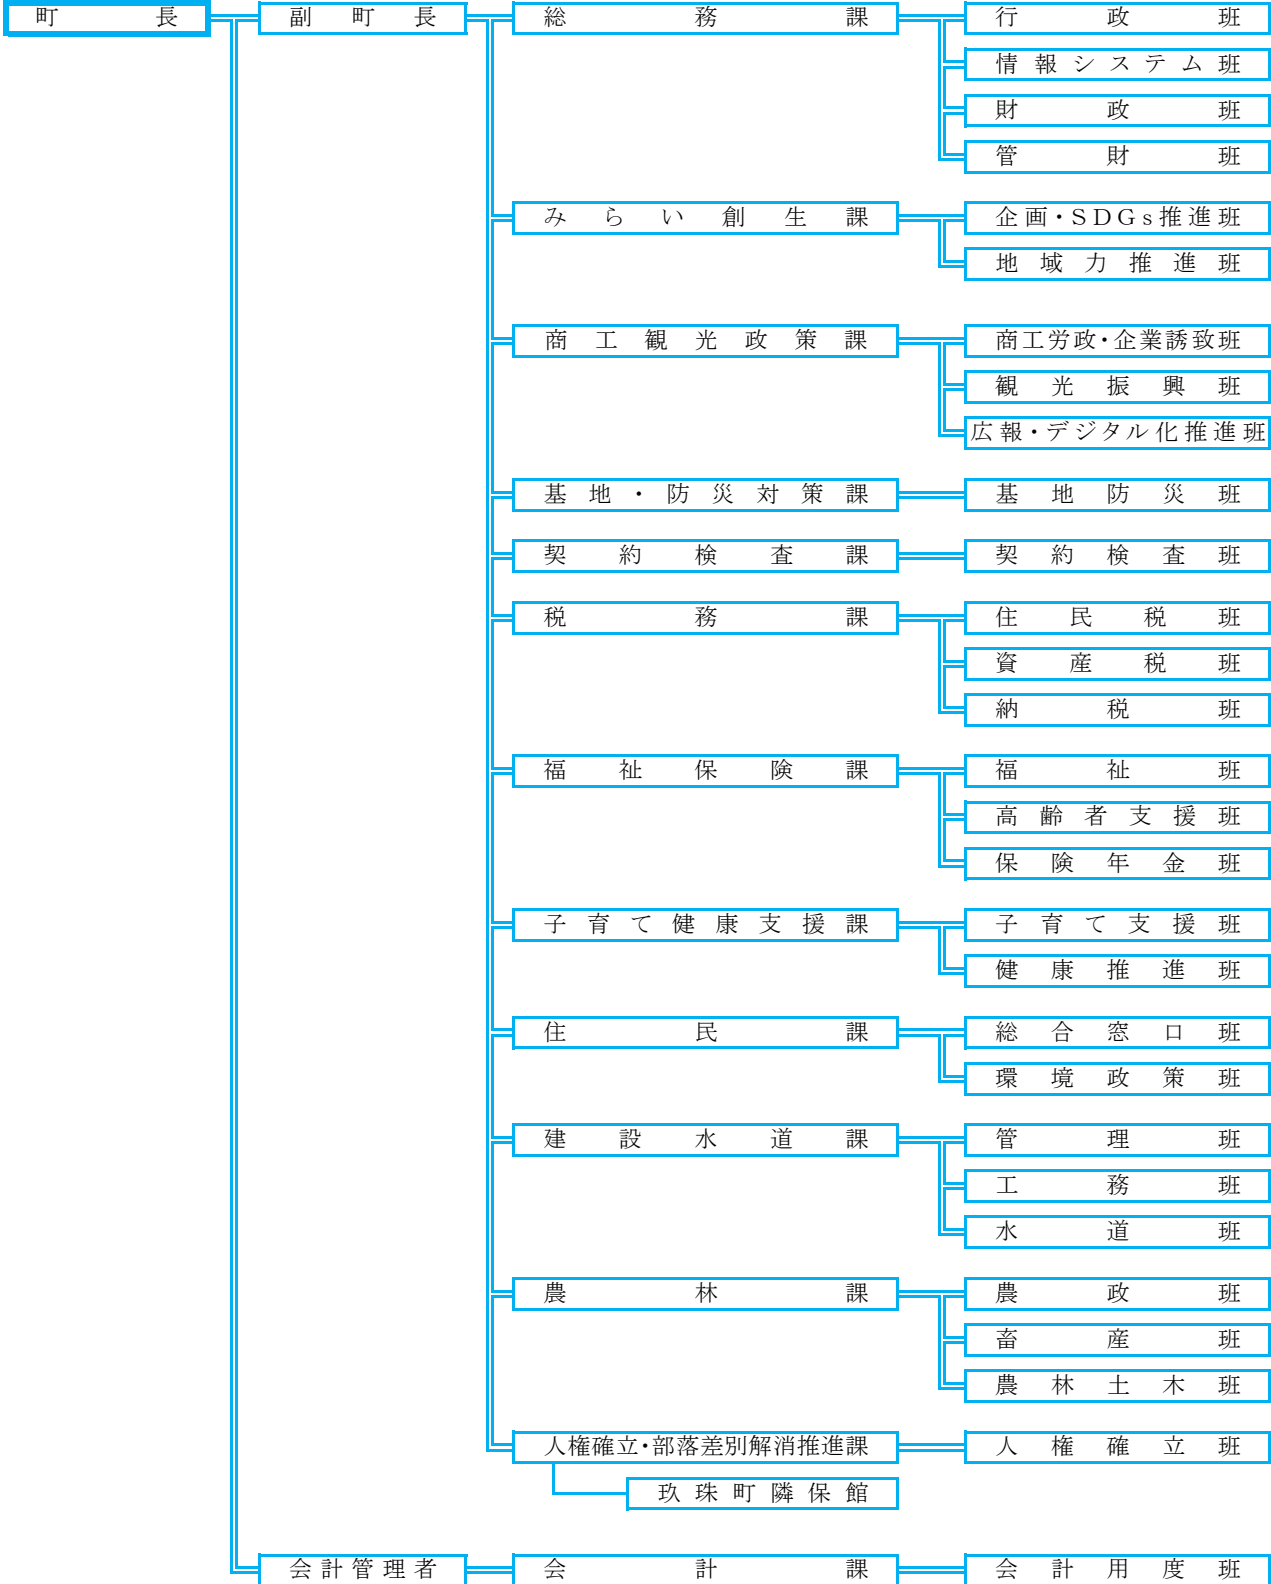 町長 副町長 総務課 行政班
情報システム班
財政班
管財班
みらい創生課 企画・SDGs推進班
地域力推進班
商工観光政策課 商工労政・企業誘致班
観光振興班
広報・デジタル化推進班
基地・防災対策課 基地防災班
契約検査課 契約検査班
税務課 住民税班
資産税班
納税班
福祉保険課 福祉班
高齢者支援班
保険年金班
子育て健康支援課 子育て支援班
健康推進班
住民課 総合窓口班
環境政策班
建設水道課 管理班
工務班
水道班
農林課 農政班
畜産班
農林土木班
人権確立・部落差別解消推進課 人権確立班
玖珠町隣保館
会計管理者 会計課 会計用度班